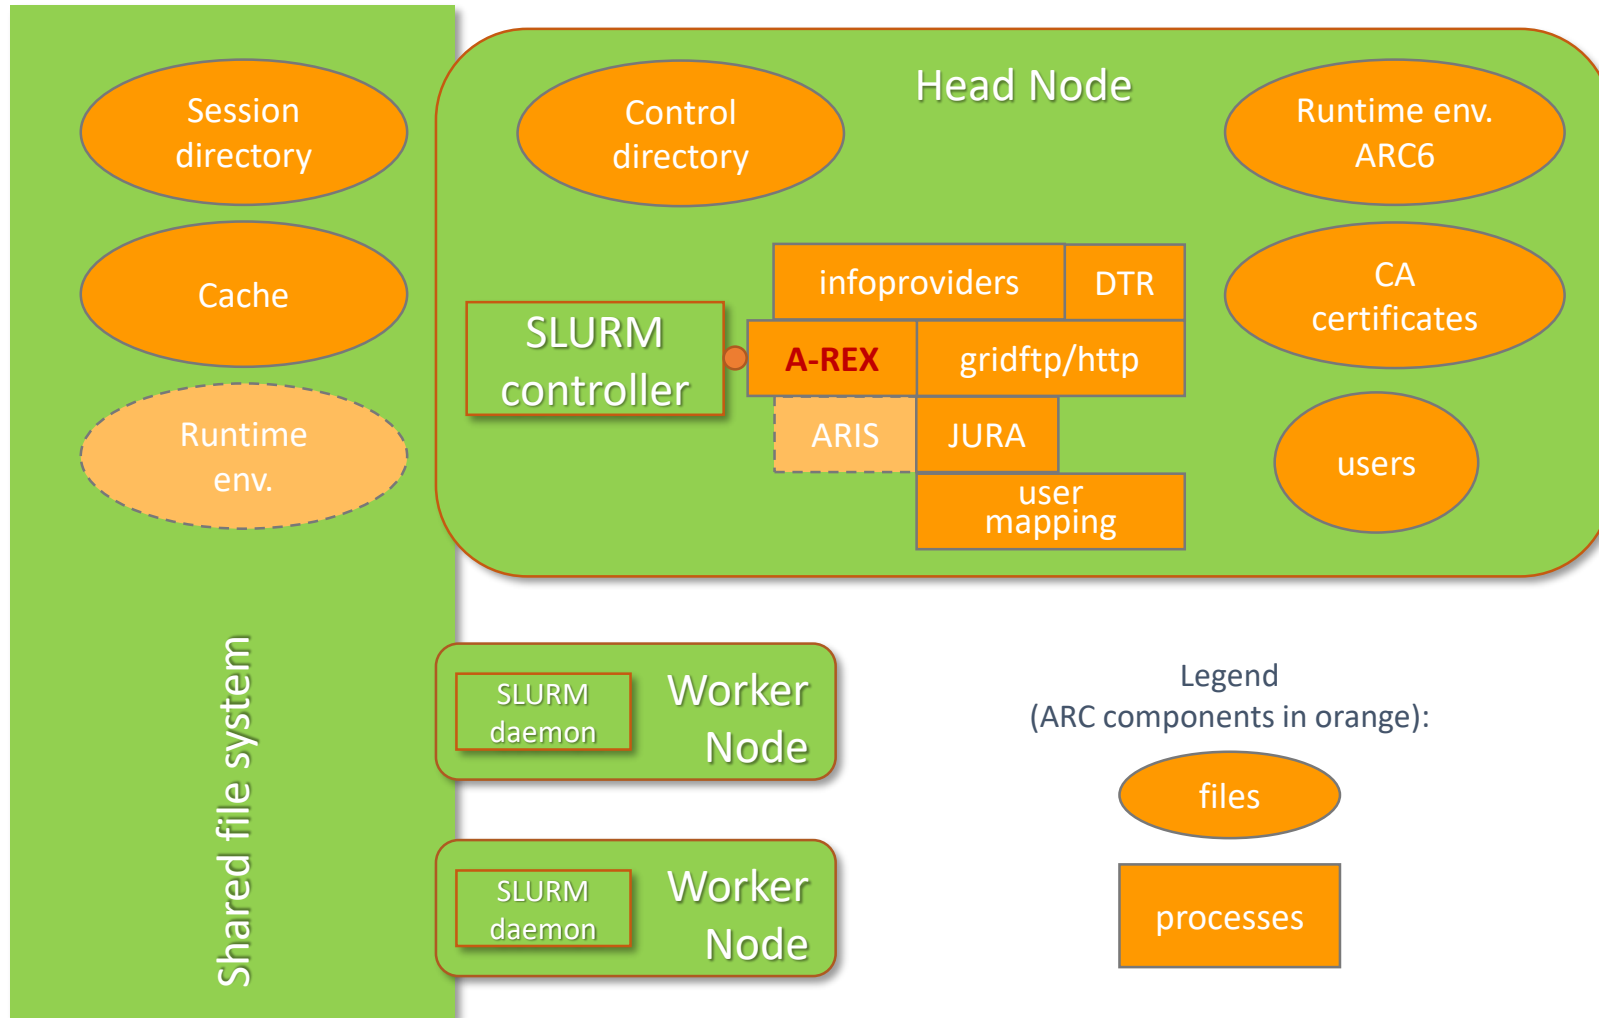 Session
directory
Cache
Runtime
env.
Shared file system
Head Node
Control
directory
Runtime env.
ARC6
infoproviders
DTR
CA
certificates
SLURM
controller
A-REX
gridftp/http
ARIS
JURA
users
user
mapping
SLURM
daemon
Worker
Node
SLURM
daemon
Worker
Node
Legend
(ARC components in orange):
files
processes